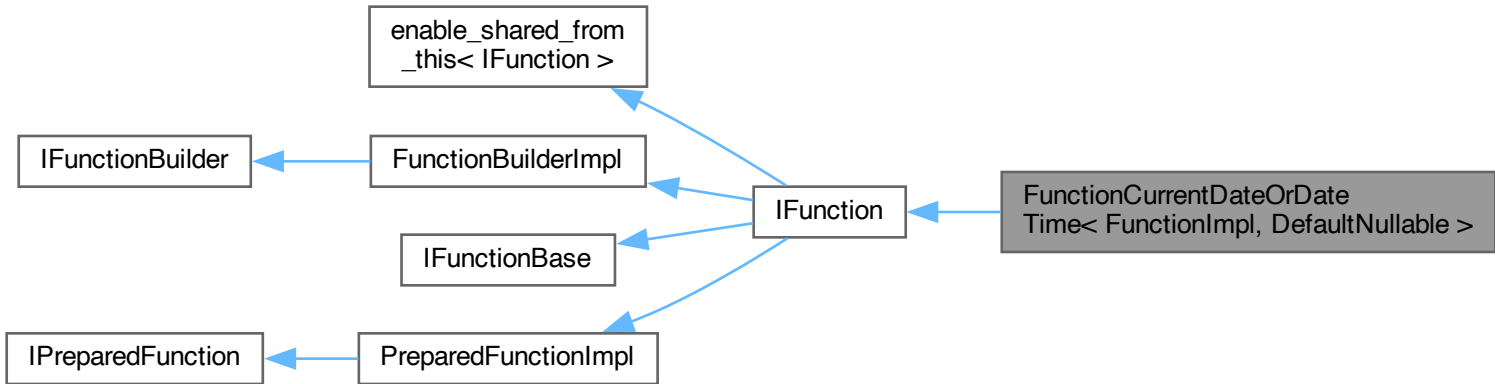 enable_shared_from
_this< IFunction >
IFunctionBuilder
FunctionBuilderImpl
IFunction
FunctionCurrentDateOrDate
Time< FunctionImpl, DefaultNullable >
IFunctionBase
IPreparedFunction
PreparedFunctionImpl